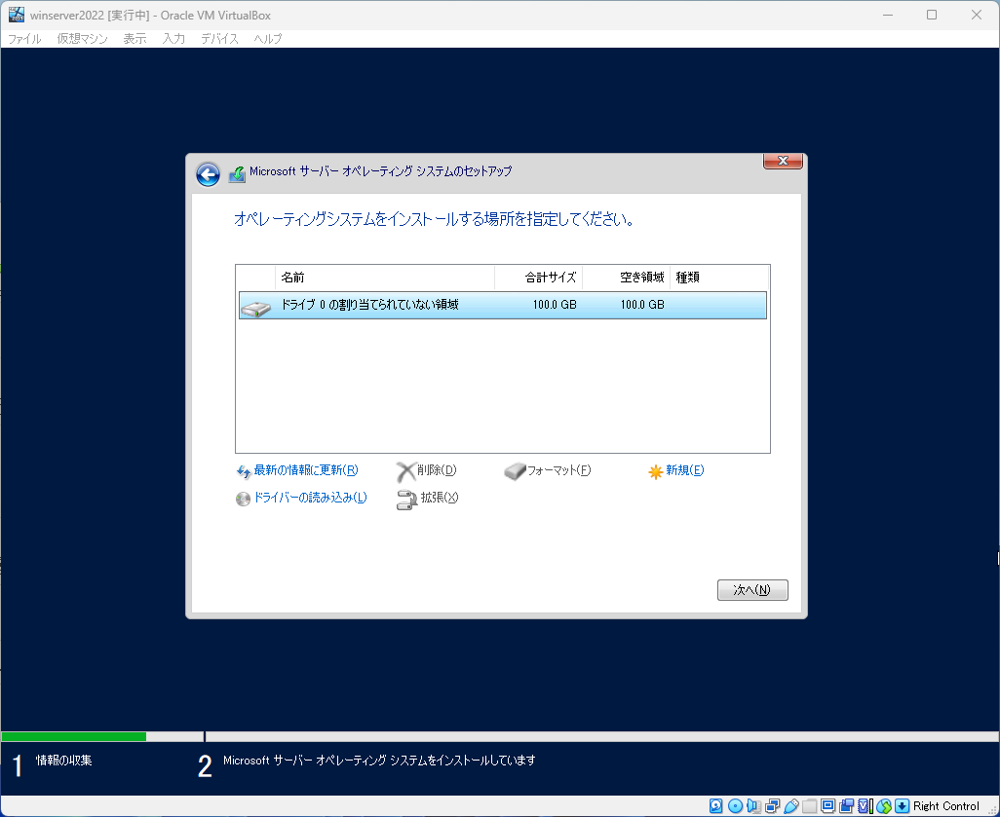 winserver2022 [実行中] - Oracle VM VirtualBox
ファイル 仮想マシン 表示 入力 デバイス ヘルプ
Microsoft サーバー オペレーティング システムのセットアップ
オペレーティングシステムをインストールする場所を指定してください。
名前 合計サイズ 空き領域 種類
ドライブ 0 の割り当てられていない領域 100.0 GB 100.0 GB
最新の情報に更新(R) 削除(D) フォーマット(F) 新規(E)
ドライバーの読み込み(L) 拡張(X)
次へ(N)
1 情報の収集 2 Microsoft サーバー オペレーティング システムをインストールしています
Right Control